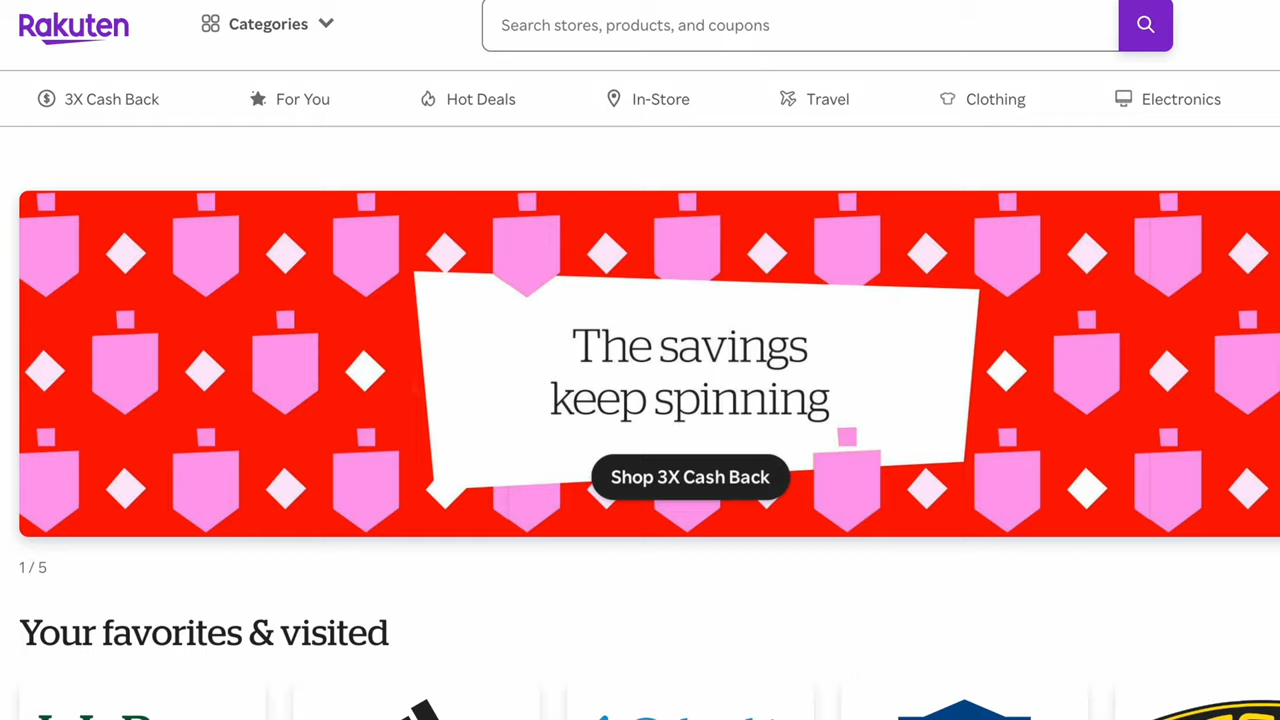 Rakuten
Categories
Search stores, products, and coupons
3X Cash Back
For You
Hot Deals
In-Store
Travel
Clothing
Electronics
The savings
keep spinning
Shop 3X Cash Back
1 / 5
Your favorites & visited